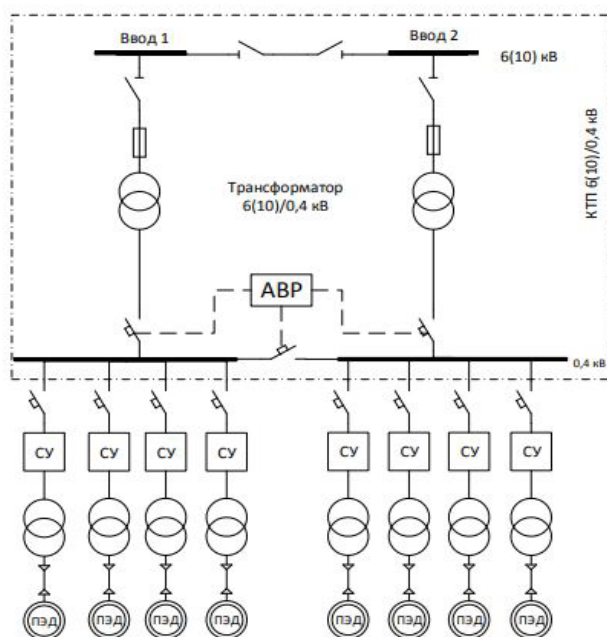 Ввод 1
Ввод 2
6(10) кВ
КТП 6(10)/0,4 кВ
Трансформатор
6(10)/0,4 кВ
АВР
0,4 кВ
СУ СУ СУ СУ СУ СУ СУ СУ
ПЭД ПЭД ПЭД ПЭД ПЭД ПЭД ПЭД ПЭД